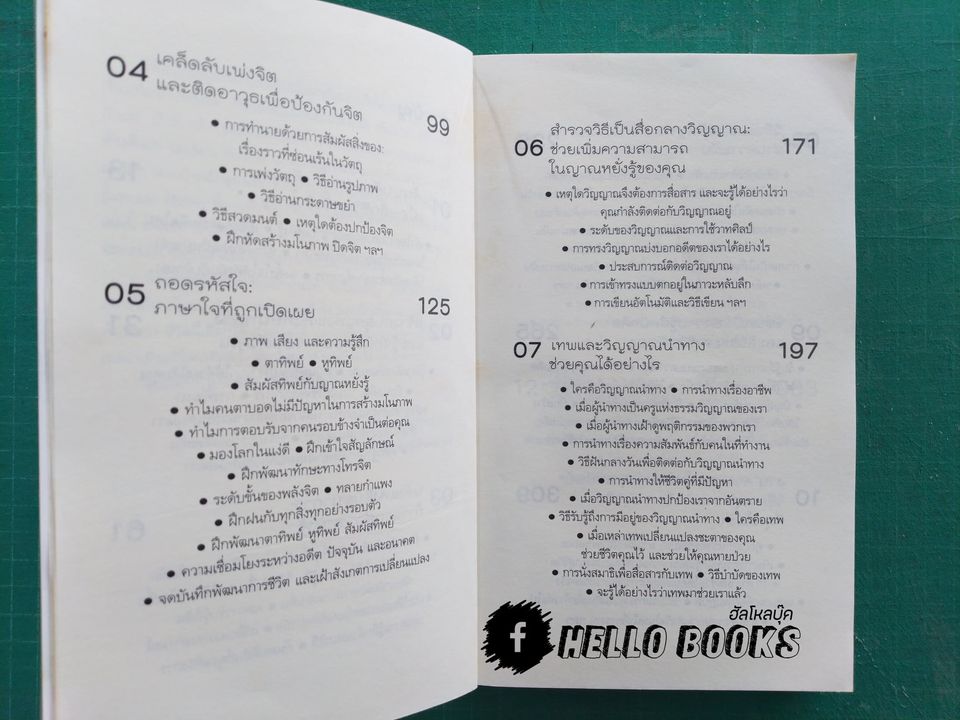 04 เคล็ดลับเพ่งจิต
และติดอาวุธเพื่อป้องกันจิต 99
• การทำนายด้วยการสัมผัสสิ่งของ:
เรื่องราวที่ซ่อนเร้นในวัตถุ
• การเพ่งวัตถุ • วิธีอ่านรูปภาพ
• วิธีอ่านกระดาษขยำ
• วิธีสวดมนต์ • เหตุใดต้องปกป้องจิต
• ฝึกหัดสร้างมโนภาพ ปิดจิต ฯลฯ
05 ถอดรหัสใจ:
ภาษาใจที่ถูกเปิดเผย 125
• ภาพ เสียง และความรู้สึก
• ตาทิพย์ • หูทิพย์
• สัมผัสทิพย์กับญาณหยั่งรู้
• ทำไมคนตาบอดไม่มีปัญหาในการสร้างมโนภาพ
• ทำไมการตอบรับจากคนรอบข้างจำเป็นต่อคุณ
• มองโลกในแง่ดี • ฝึกเข้าใจสัญลักษณ์
• ฝึกพัฒนาทักษะทางโทรจิต
• ระดับขั้นของพลังจิต • ทลายกำแพง
• ฝึกฝนกับทุกสิ่งทุกอย่างรอบตัว
• ฝึกพัฒนาตาทิพย์ หูทิพย์ สัมผัสทิพย์
• ความเชื่อมโยงระหว่างอดีต ปัจจุบัน และอนาคต
• จดบันทึกพัฒนาการชีวิต และเฝ้าสังเกตการเปลี่ยนแปลง
สำรวจวิธีเป็นสื่อกลางวิญญาณ:
06 ช่วยเพิ่มความสามารถ 171
ในญาณหยั่งรู้ของคุณ
• เหตุใดวิญญาณจึงต้องการสื่อสาร และจะรู้ได้อย่างไรว่า
คุณกำลังติดต่อกับวิญญาณอยู่
• ระดับของวิญญาณและการใช้วาทศิลป์
• การทรงวิญญาณบ่งบอกอดีตของเราได้อย่างไร
• ประสบการณ์ติดต่อวิญญาณ
• การเข้าทรงแบบตกอยู่ในภาวะหลับลึก
• การเขียนอัตโนมัติและวิธีเขียน ฯลฯ
07 เทพและวิญญาณนำทาง 197
ช่วยคุณได้อย่างไร
• ใครคือวิญญาณนำทาง • การนำทางเรื่องอาชีพ
• เมื่อผู้นำทางเป็นครูแห่งธรรมวิญญาณของเรา
• เมื่อผู้นำทางเฝ้าดูพฤติกรรมของพวกเรา
• การนำทางเรื่องความสัมพันธ์กับคนในที่ทำงาน
• วิธีฝันกลางวันเพื่อติดต่อกับวิญญาณนำทาง
• การนำทางให้ชีวิตคู่ที่มีปัญหา
• เมื่อวิญญาณนำทางปกป้องเราจากอันตราย
• วิธีรับรู้ถึงการมีอยู่ของวิญญาณนำทาง • ใครคือเทพ
• เมื่อเหล่าเทพเปลี่ยนแปลงชะตาของคุณ
ช่วยชีวิตคุณไว้ และช่วยให้คุณหายป่วย
• การนั่งสมาธิเพื่อสื่อสารกับเทพ • วิธีบำบัดของเทพ
• จะรู้ได้อย่างไรว่าเทพมาช่วยเราแล้ว
ฮัลโหลบุ๊ค
f HELLO BOOKS